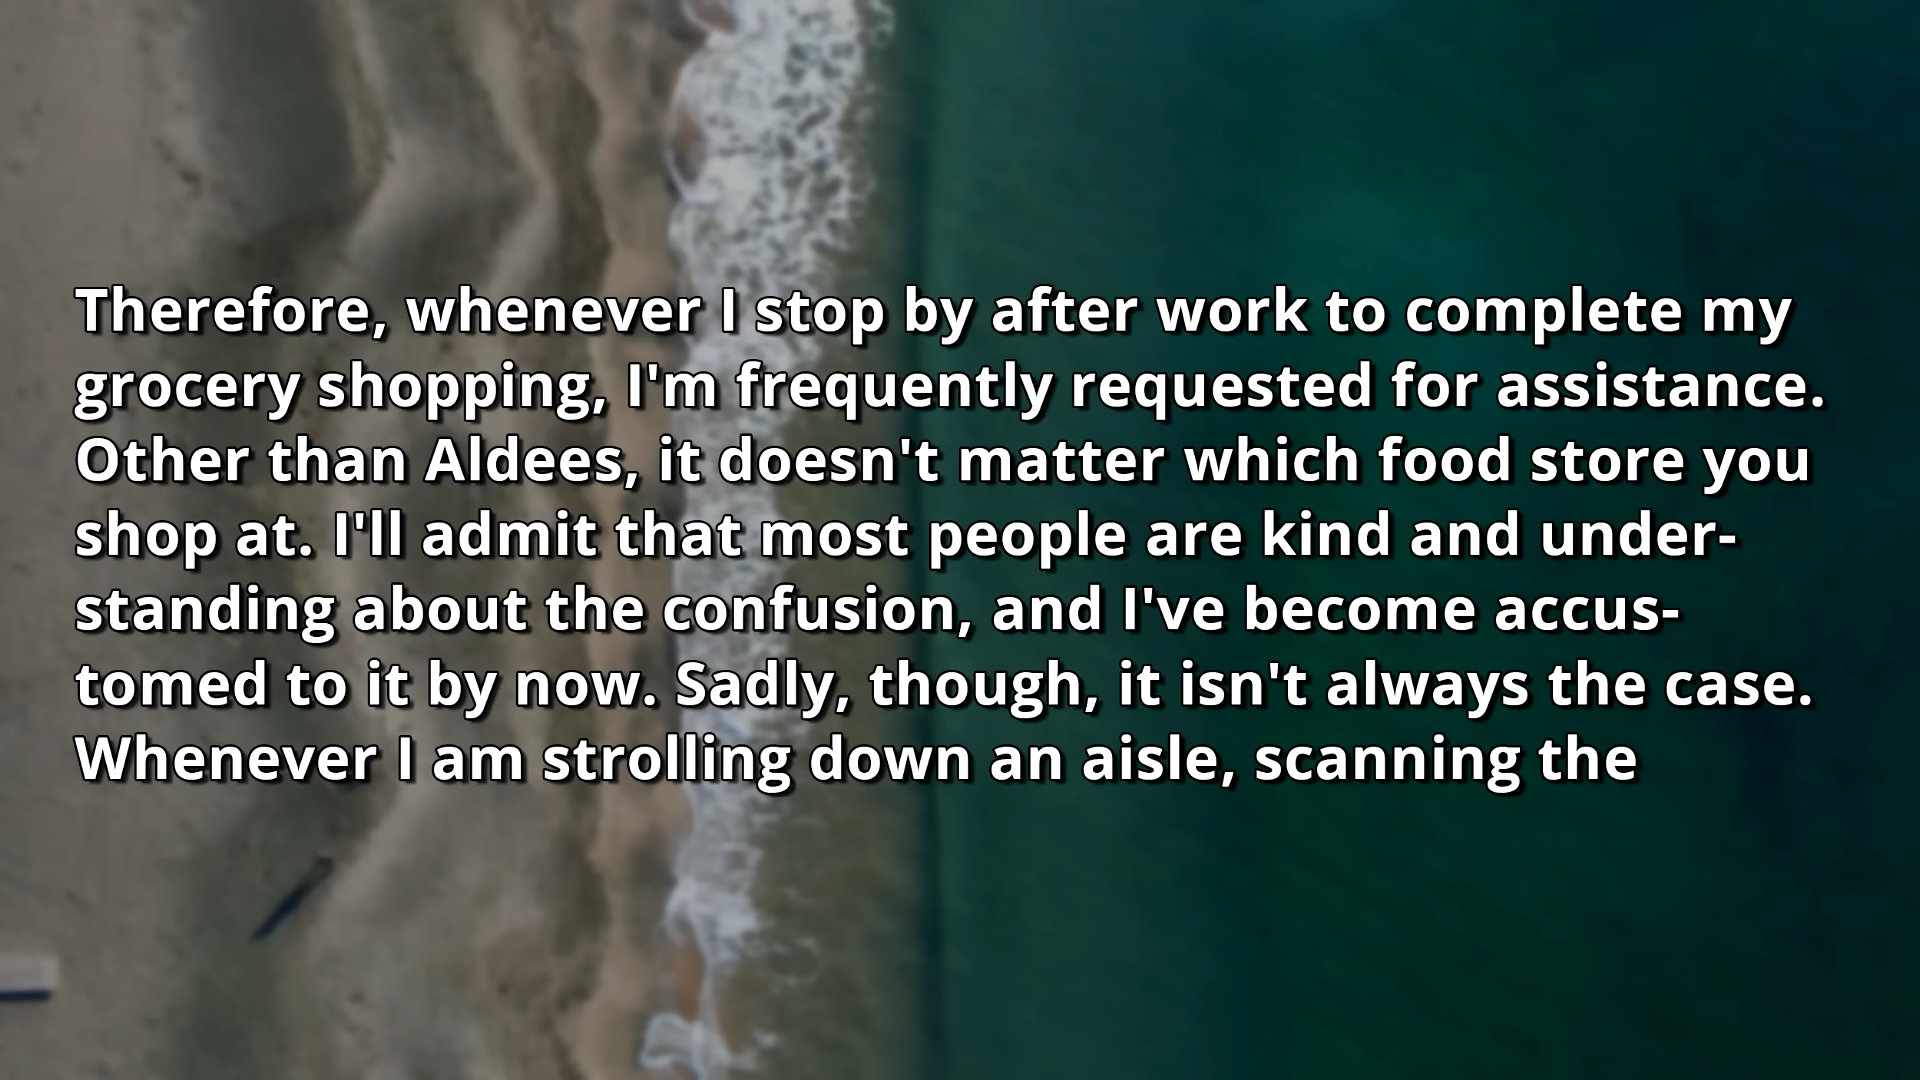 Therefore, whenever I stop by after work to complete my
grocery shopping, I'm frequently requested for assistance.
Other than Aldees, it doesn't matter which food store you
shop at. I'll admit that most people are kind and under-
standing about the confusion, and I've become accus-
tomed to it by now. Sadly, though, it isn't always the case.
Whenever I am strolling down an aisle, scanning the